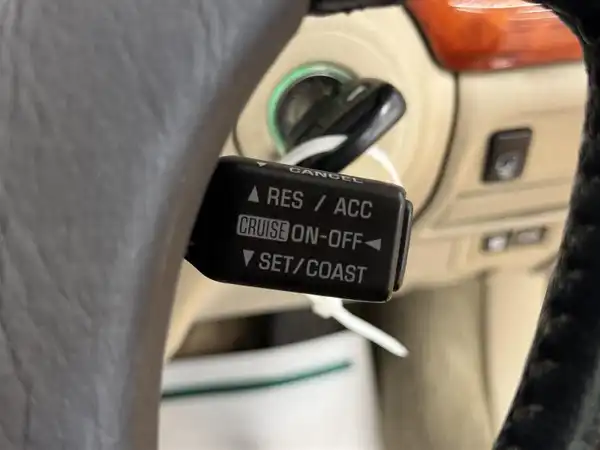 ▼ CANCEL
▲ RES / ACC
CRUISE ON-OFF ◄
▼ SET/COAST